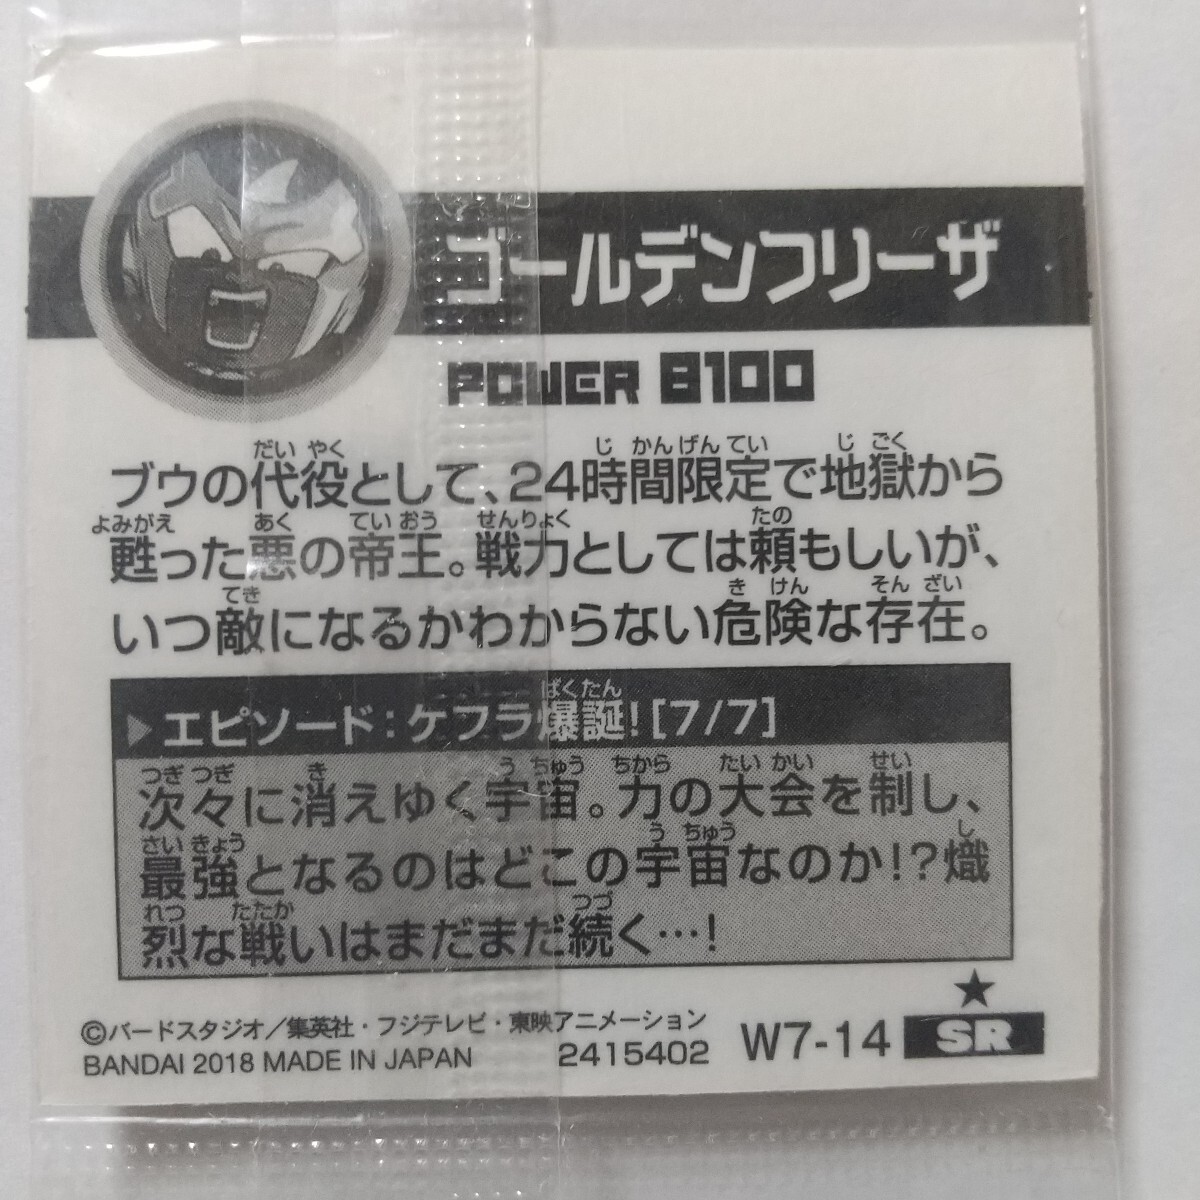 ゴールデンフリーザ
POWER 8100
ブウの代役として、24時間限定で地獄から
甦った悪の帝王。戦力としては頼もしいが、
いつ敵になるかわからない危険な存在。
▶エピソード:ケフラ爆誕![7/7]
次々に消えゆく宇宙。力の大会を制し、
最強となるのはどこの宇宙なのか!?熾
烈な戦いはまだまだ続く…!
©バードスタジオ/集英社・フジテレビ・東映アニメーション
BANDAI 2018 MADE IN JAPAN 2415402 W7-14 ★ SR